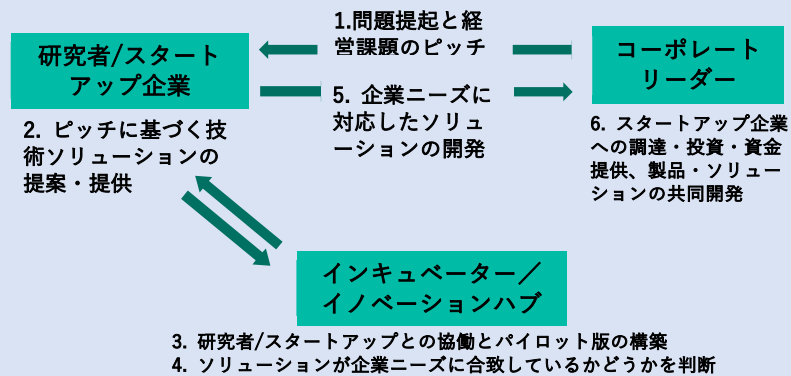 1.問題提起と経
営課題のピッチ
研究者/スタート
アップ企業
コーポレート
リーダー
5. 企業ニーズに
対応したソリュ
ーションの開発
2. ピッチに基づく技
術ソリューションの
提案・提供
6. スタートアップ企業
への調達・投資・資金
提供、製品・ソリュー
ションの共同開発
インキュベーター／
イノベーションハブ
3. 研究者/スタートアップとの協働とパイロット版の構築
4. ソリューションが企業ニーズに合致しているかどうかを判断